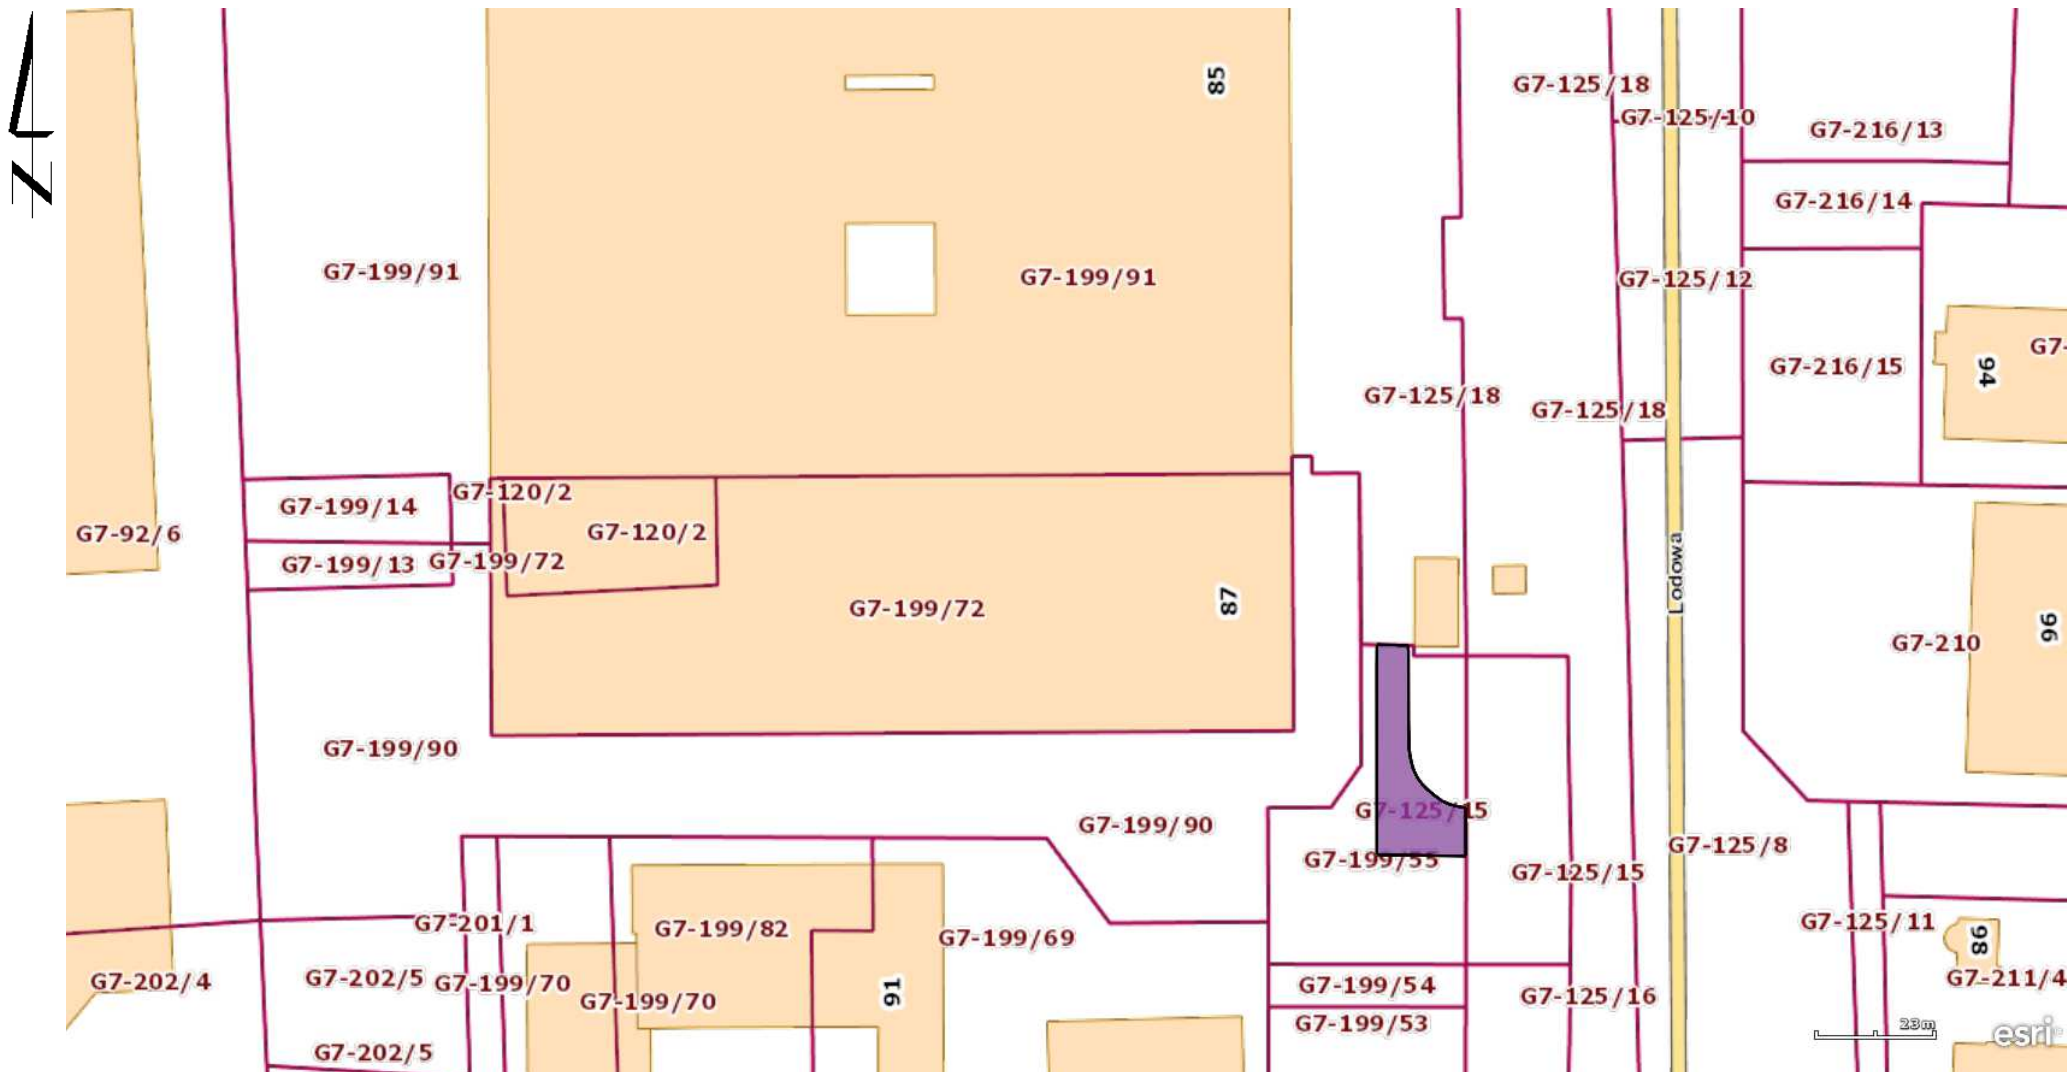 N
85
G7-125/18
G7-125/10
G7-216/13
G7-216/14
G7-199/91
G7-199/91
G7-125/12
G7-216/15
94
G7-
G7-125/18
G7-125/18
G7-199/14
G7-120/2
G7-92/6
G7-120/2
G7-199/13
G7-199/72
G7-199/72
87
Lodowa
G7-210
96
G7-199/90
G7-125/15
G7-199/90
G7-125/8
G7-199/55
G7-125/15
G7-201/1
G7-199/82
G7-199/69
G7-125/11
98
G7-202/4
G7-202/5
G7-199/70
G7-199/70
91
G7-199/54
G7-125/16
G7-211/4
G7-199/53
23m
esri
G7-202/5